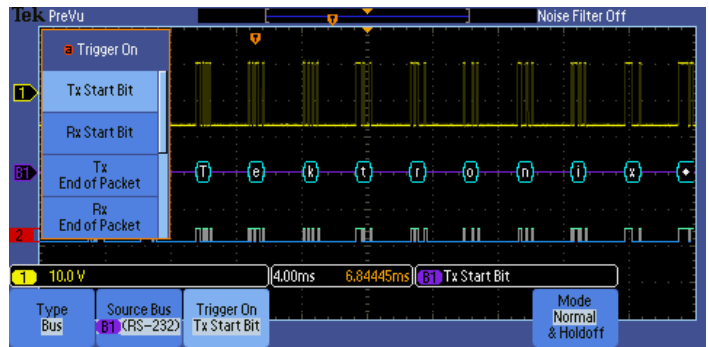 Tek PreVu
Noise Filter Off
a Trigger On
Tx Start Bit
Rx Start Bit
Tx
End of Packet
Rx
End of Packet
1
B1
2
T e k t r o n i x
1 10.0 V
4.00ms 6.84445ms
B1 Tx Start Bit
Type
Bus
Source Bus
B1 (RS-232)
Trigger On
Tx Start Bit
Mode
Normal
& Holdoff